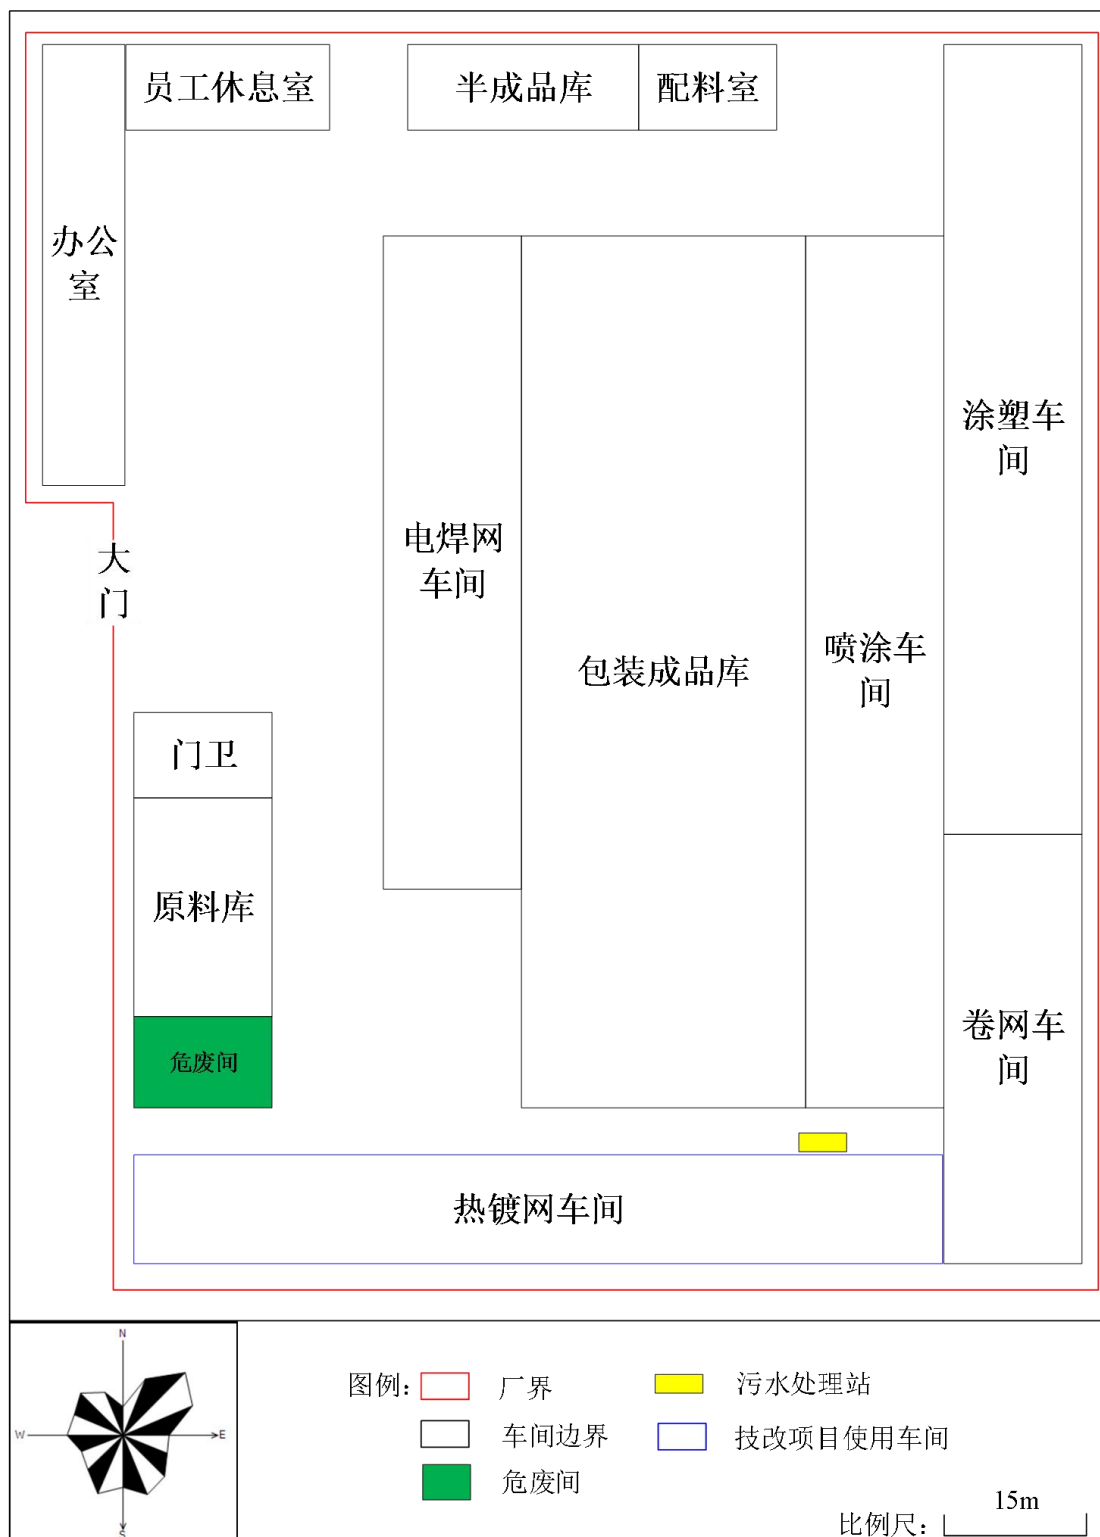 员工休息室
半成品库
配料室
办公
室
涂塑车
间
电焊网
车间
大
门
喷涂车
间
包装成品库
门卫
原料库
卷网车
间
危废间
热镀网车间
N
W
E
S
图例:
厂界
污水处理站
车间边界
技改项目使用车间
危废间
15m
比例尺: